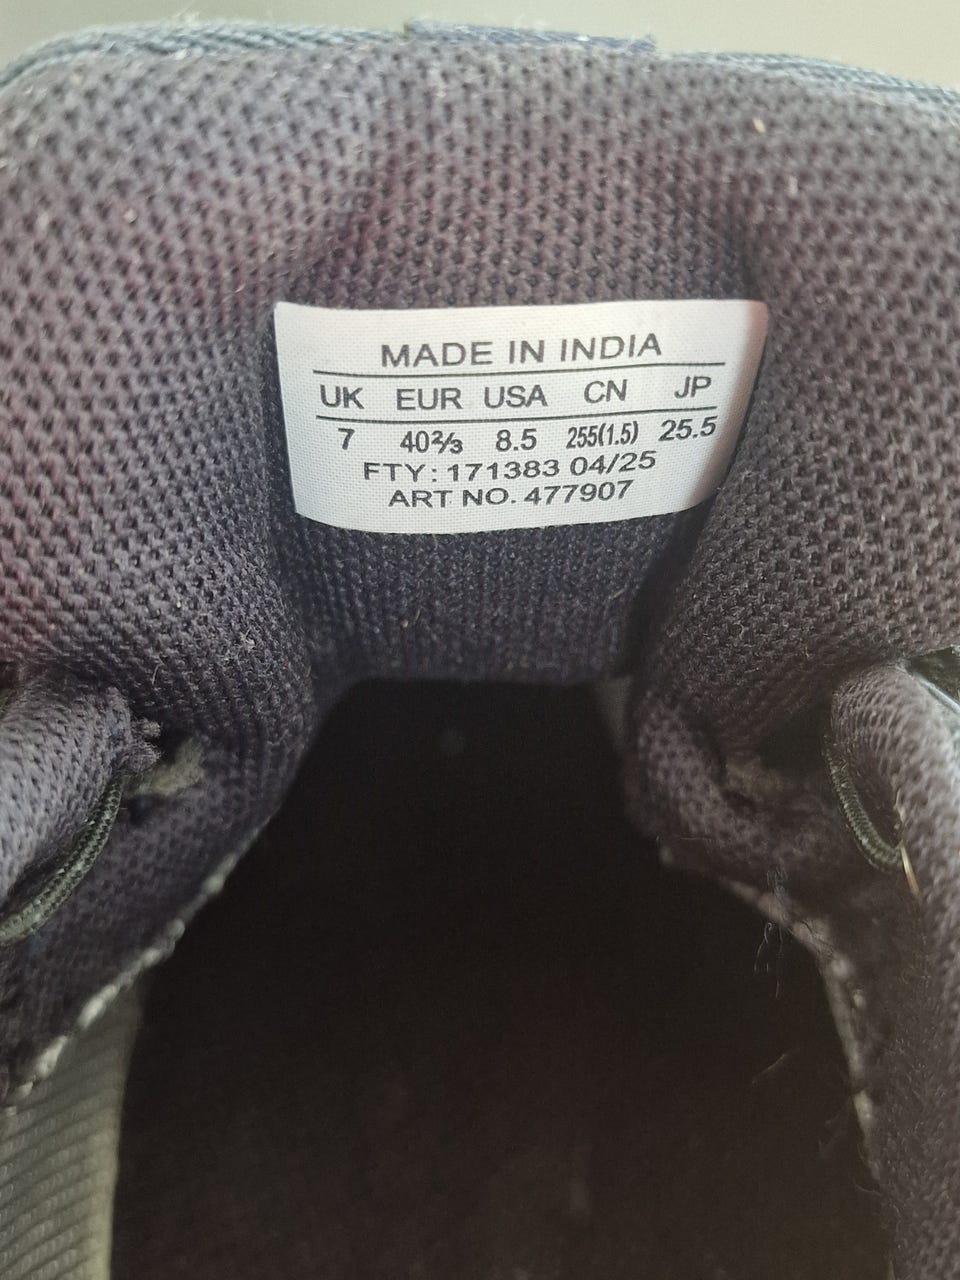 MADE IN INDIA
UK EUR USA CN JP
7 40⅔ 8.5 255(1.5) 25.5
FTY: 171383 04/25
ART NO. 477907